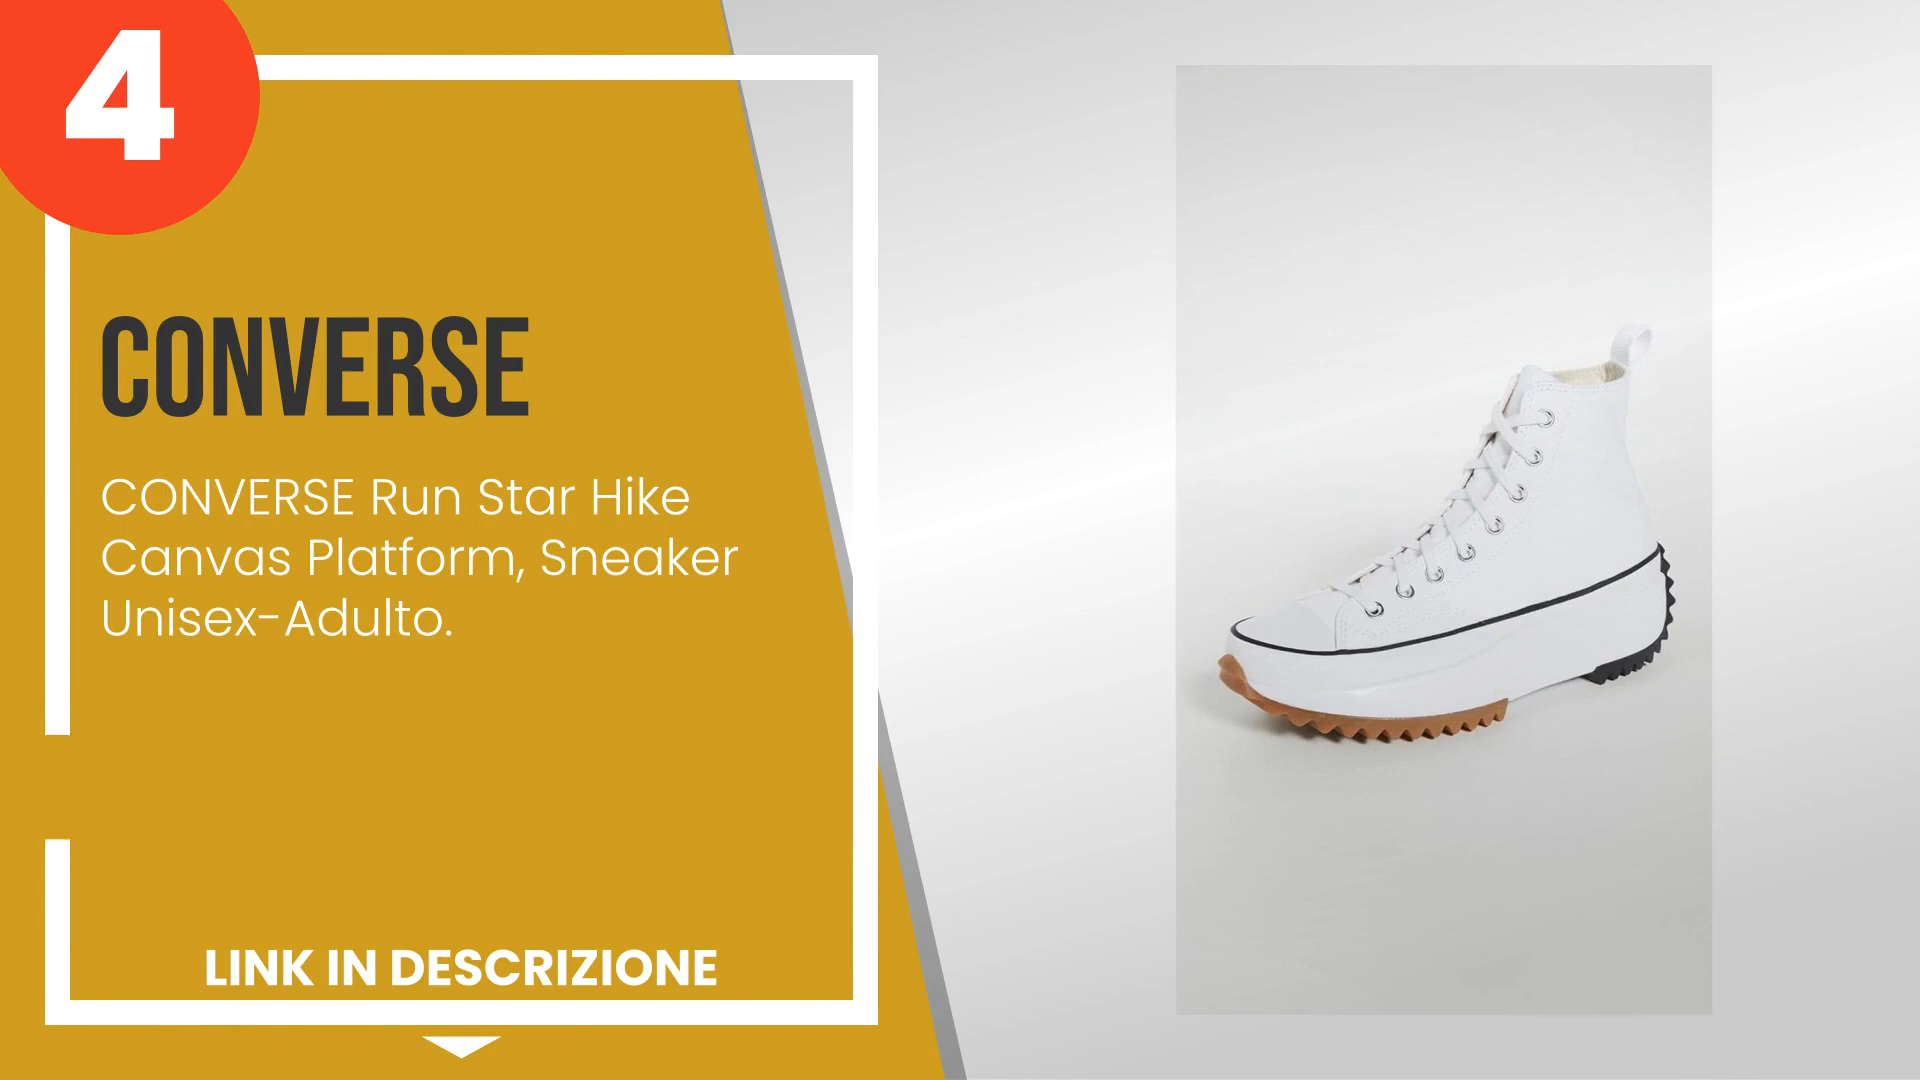 4
CONVERSE
CONVERSE Run Star Hike
Canvas Platform, Sneaker
Unisex-Adulto.
LINK IN DESCRIZIONE